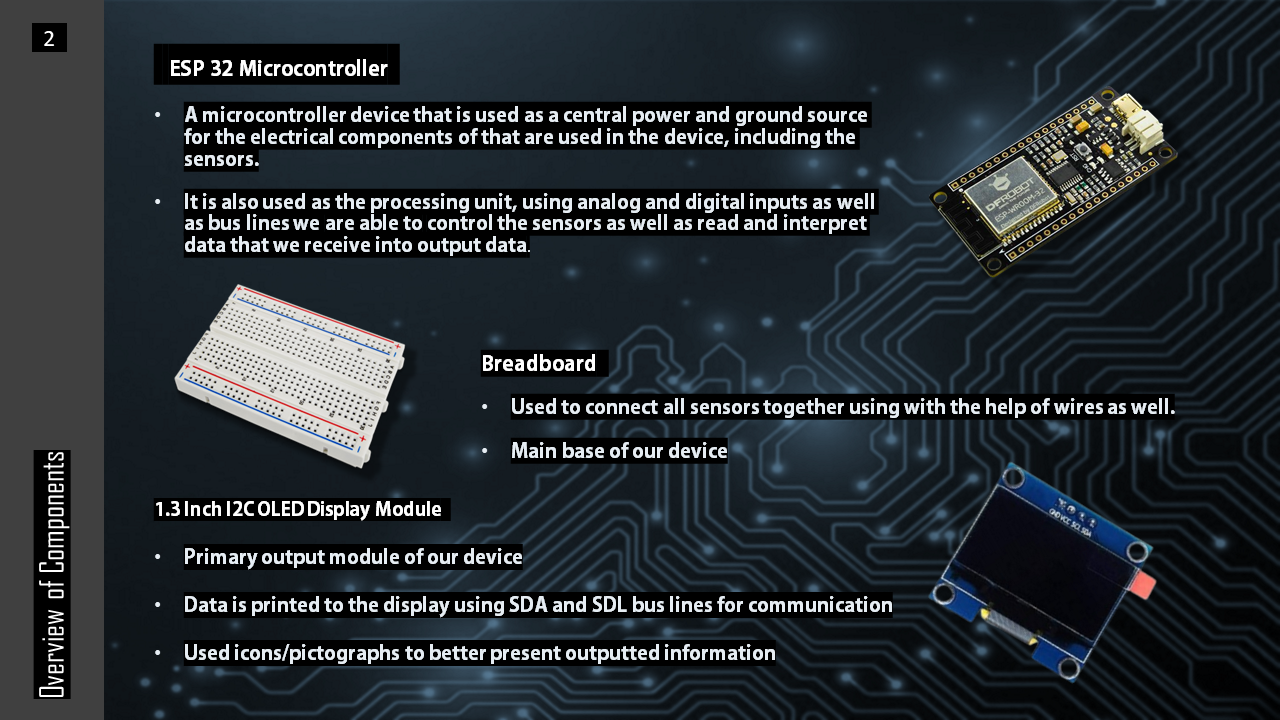 2
ESP 32 Microcontroller
• A microcontroller device that is used as a central power and ground source
for the electrical components of that are used in the device, including the
sensors.
• It is also used as the processing unit, using analog and digital inputs as well
as bus lines we are able to control the sensors as well as read and interpret
data that we receive into output data.
DFROBOT
ESP-WROOM-32
Breadboard
• Used to connect all sensors together using with the help of wires as well.
• Main base of our device
1.3 Inch I2C OLED Display Module
• Primary output module of our device
• Data is printed to the display using SDA and SDL bus lines for communication
• Used icons/pictographs to better present outputted information
GND VCC SCL SDA
Overview of Components